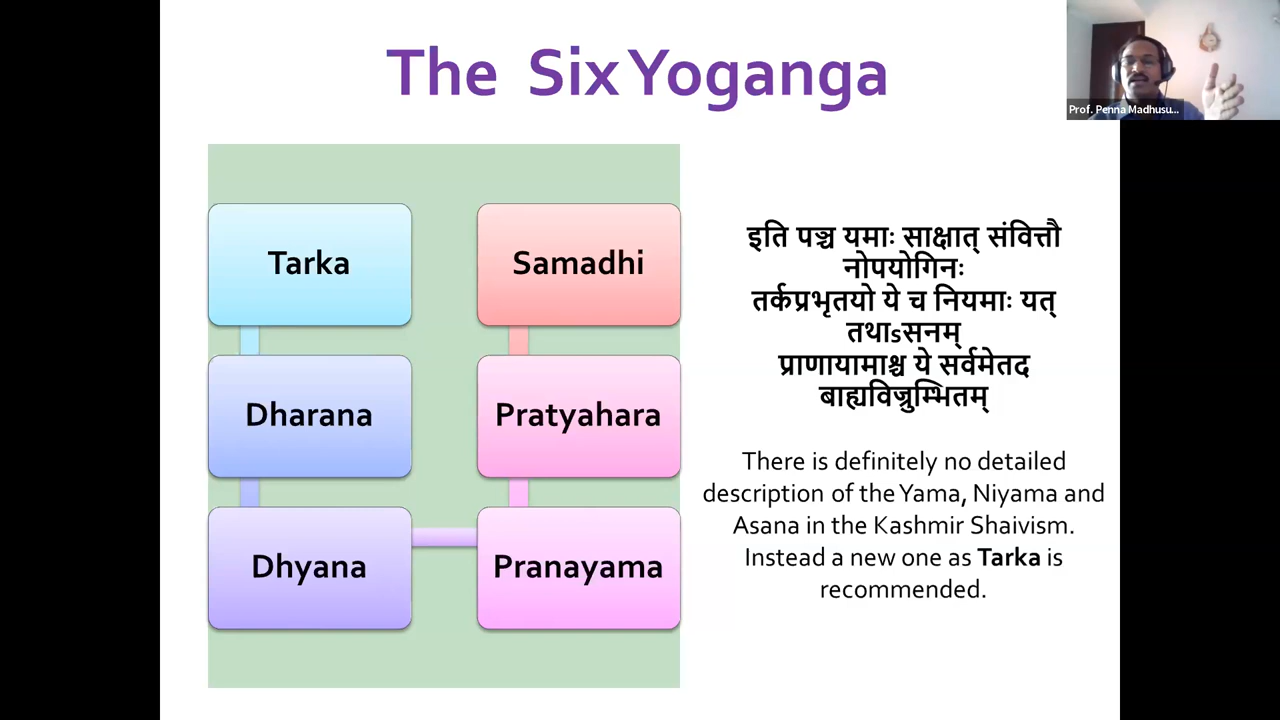 The Six Yoganga
Prof. Penna Madhusu...
Tarka
Dharana
Dhyana
Pranayama
Pratyahara
Samadhi
इति पञ्च यमाः साक्षात् संवित्तौ
नोपयोगिनः
तर्कप्रभृतयो ये च नियमाः यत्
तथाsसनम्
प्राणायामाश्च ये सर्वमेतद
बाह्यविजृम्भितम्
There is definitely no detailed
description of the Yama, Niyama and
Asana in the Kashmir Shaivism.
Instead a new one as Tarka is
recommended.